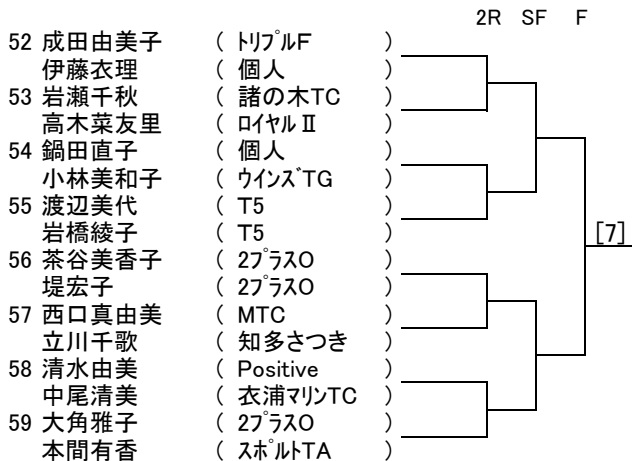 2R SF F
52 成田由美子 ( トリプルF )
伊藤衣理 ( 個人 )
53 岩瀬千秋 ( 諸の木TC )
高木菜友里 ( ロイヤルⅡ )
54 鍋田直子 ( 個人 )
小林美和子 ( ウインズTG )
55 渡辺美代 ( T5 )
岩橋綾子 ( T5 )
[7]
56 茶谷美香子 ( 2プラスO )
堤宏子 ( 2プラスO )
57 西口真由美 ( MTC )
立川千歌 ( 知多さつき )
58 清水由美 ( Positive )
中尾清美 ( 衣浦マリンTC )
59 大角雅子 ( 2プラスO )
本間有香 ( スポルトTA )